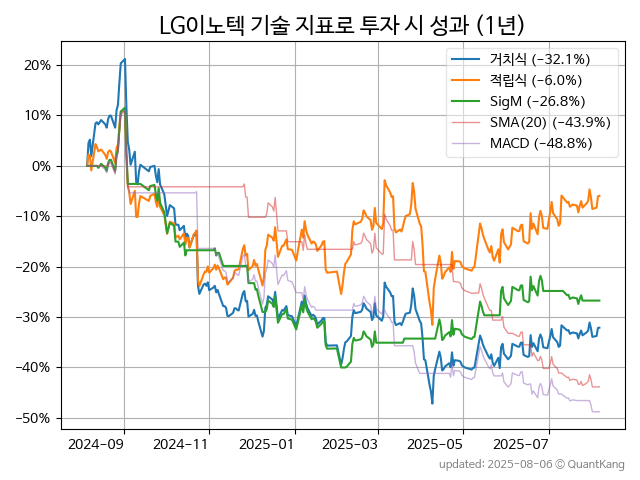 LG이노텍 기술 지표로 투자 시 성과 (1년)
거치식 (−32.1%)
적립식 (−6.0%)
SigM (−26.8%)
SMA(20) (−43.9%)
MACD (−48.8%)
20%
10%
0%
−10%
−20%
−30%
−40%
−50%
2024-09 2024-11 2025-01 2025-03 2025-05 2025-07
updated: 2025-08-06 © QuantKang